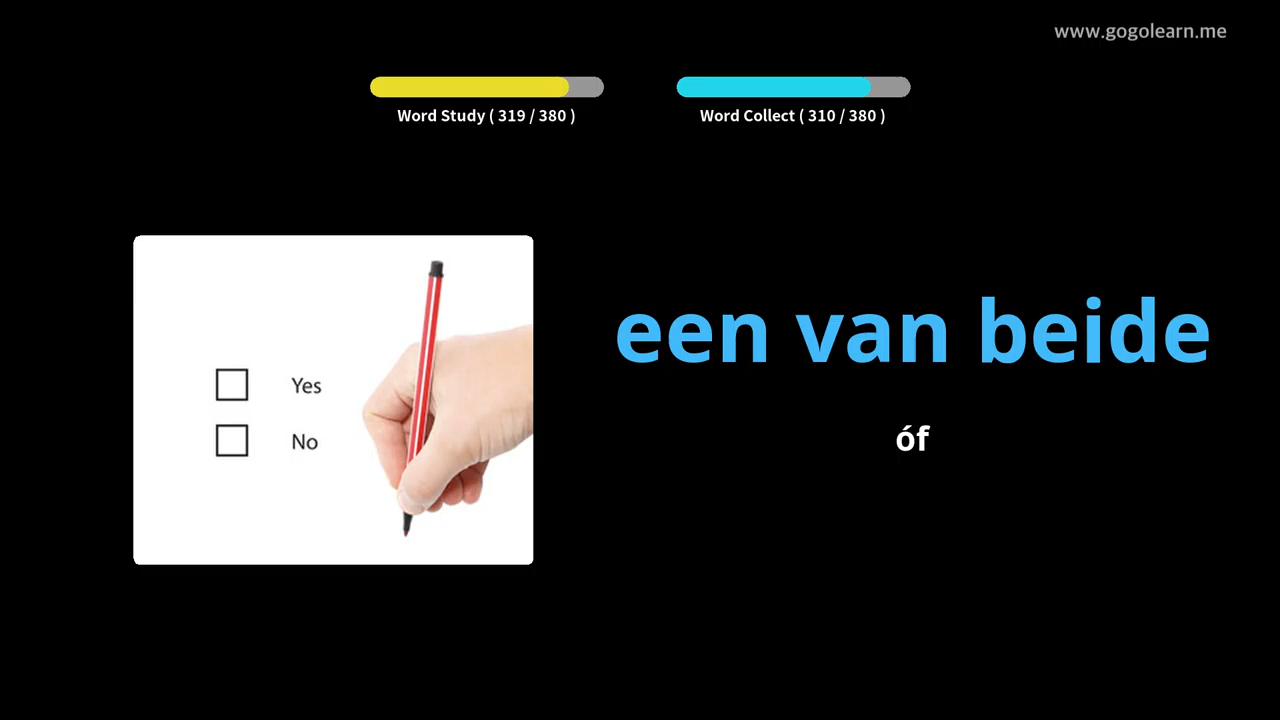 www.gogolearn.me
Word Study ( 319 / 380 )
Word Collect ( 310 / 380 )
Yes
No
een van beide
óf